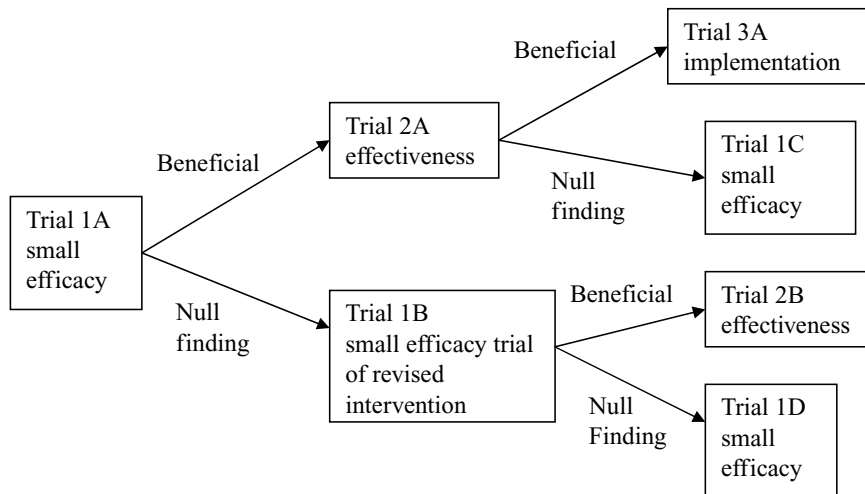 Trial 1A
small
efficacy
Beneficial
Null
finding
Trial 2A
effectiveness
Trial 1B
small efficacy trial
of revised
intervention
Beneficial
Null
finding
Beneficial
Null
Finding
Trial 3A
implementation
Trial 1C
small
efficacy
Trial 2B
effectiveness
Trial 1D
small
efficacy